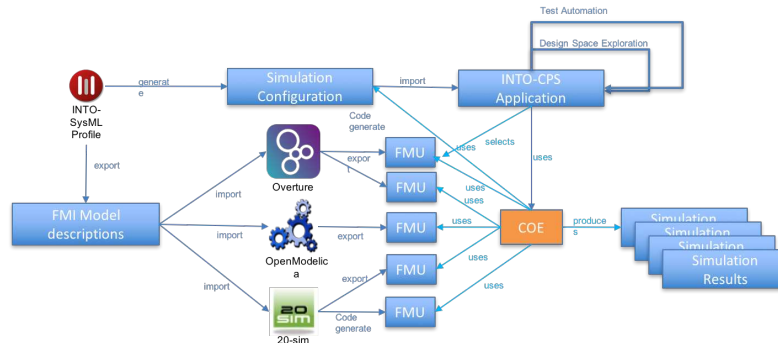 Test Automation
Design Space Exploration
generat
e
Simulation
Configuration
import
INTO-CPS
Application
INTO-
SysML
Profile
Code
generate
uses
selects
uses
export
expor
t
FMU
Overture
import
FMU
uses
uses
FMI Model
descriptions
import
OpenModelic
a
export
FMU
uses
COE
produce
s
Simulation
Simulation
Simulation
Simulation
Results
import
export
FMU
uses
20
sim
Code
generate
FMU
uses
20-sim